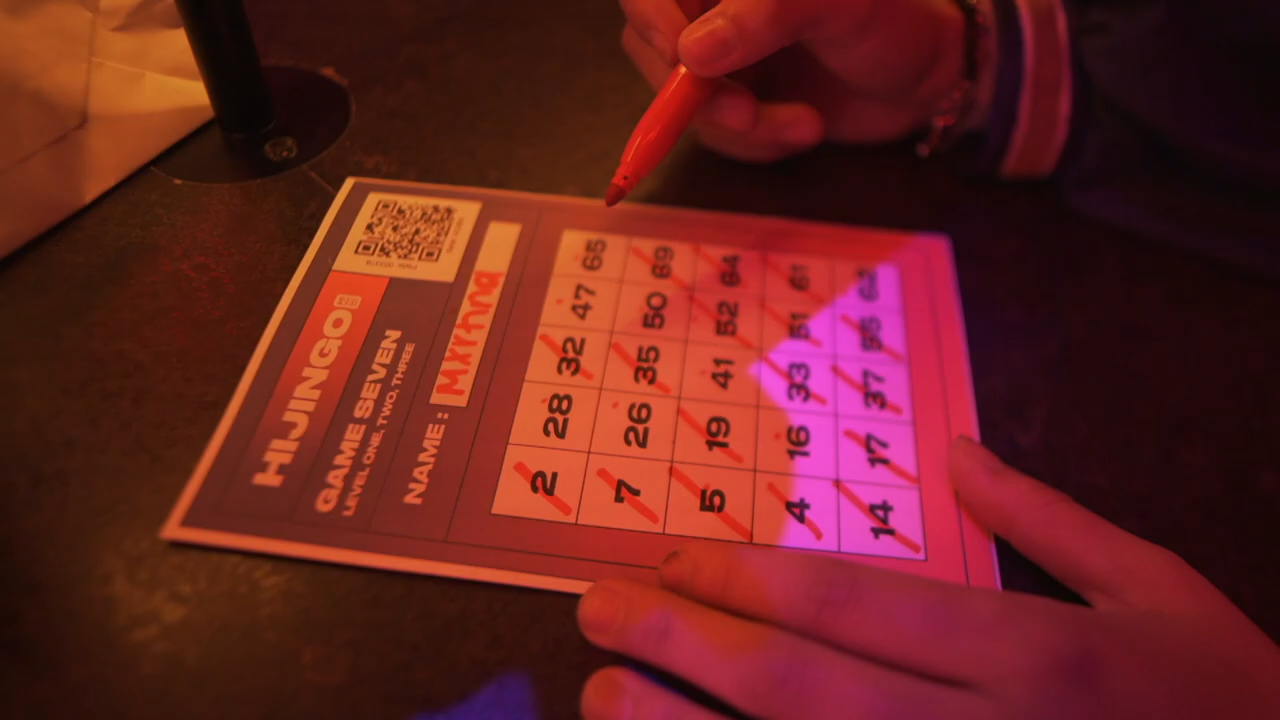 HIJINGO
GAME SEVEN
LEVEL ONE, TWO, THREE
NAME:
2 28 32 47 65
7 26 35 50 69
5 19 41 52 64
4 16 33 51 61
14 17 37 55 62